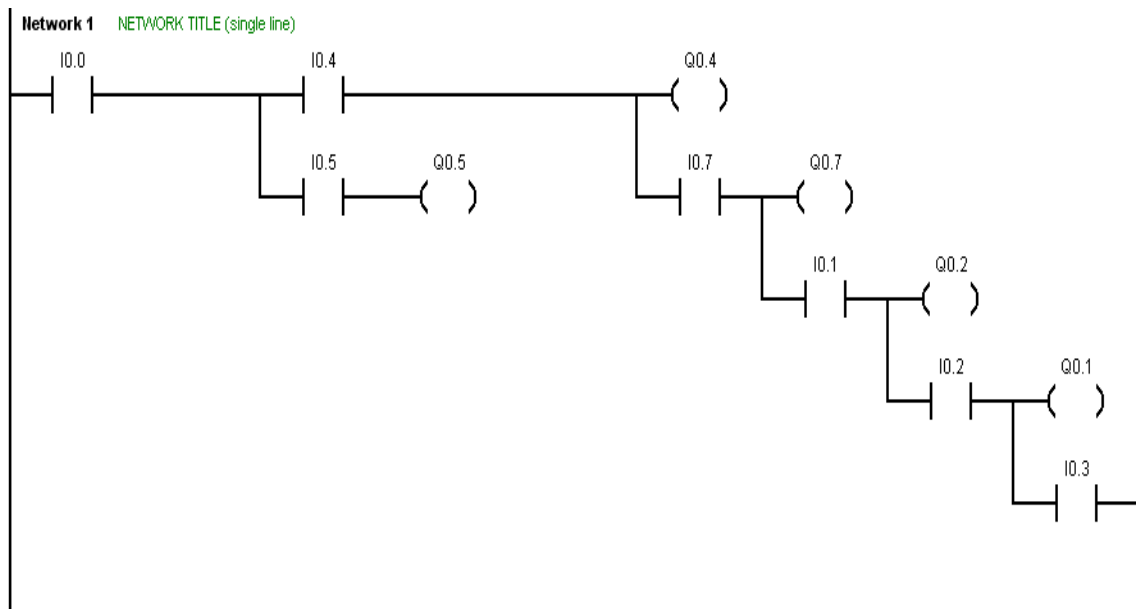 Network 1 NETWORK TITLE (single line)
I0.0 I0.4 Q0.4
I0.5 Q0.5 I0.7 Q0.7
I0.1 Q0.2
I0.2 Q0.1
I0.3